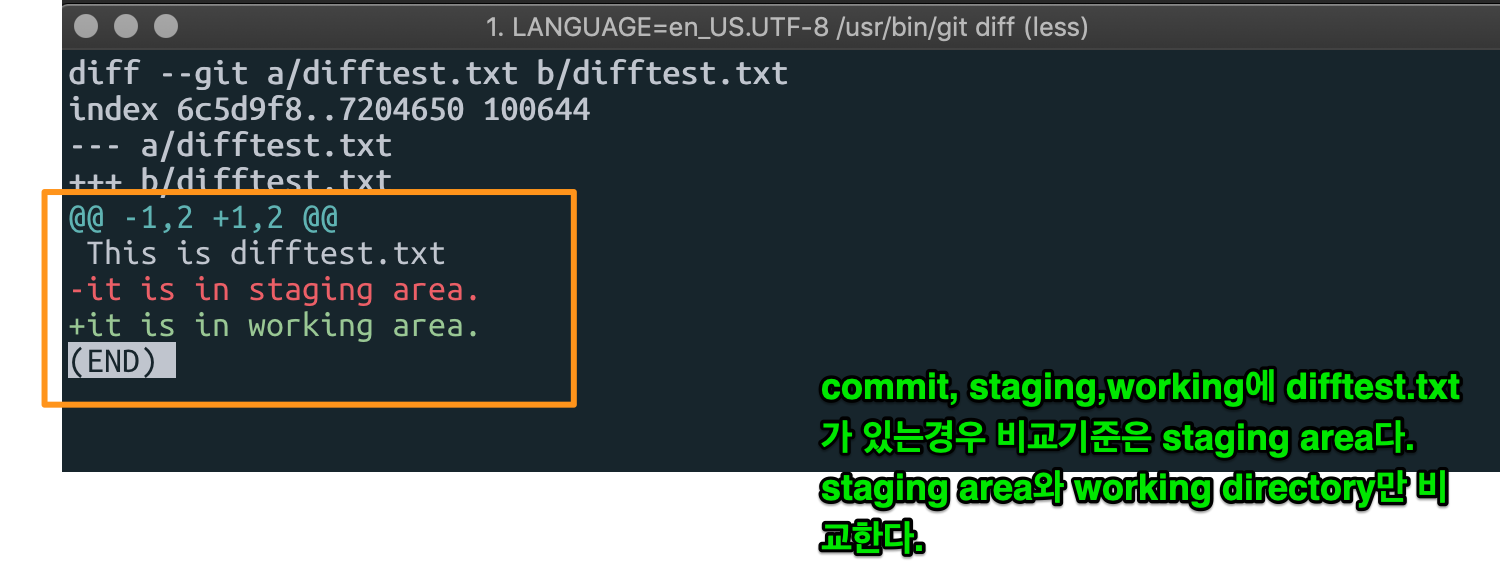 1. LANGUAGE=en_US.UTF-8 /usr/bin/git diff (less)
diff --git a/difftest.txt b/difftest.txt
index 6c5d9f8..7204650 100644
--- a/difftest.txt
+++ b/difftest.txt
@@ -1,2 +1,2 @@
 This is difftest.txt
-it is in staging area.
+it is in working area.
(END)
commit, staging,working에 difftest.txt
가 있는경우 비교기준은 staging area다.
staging area와 working directory만 비
교한다.